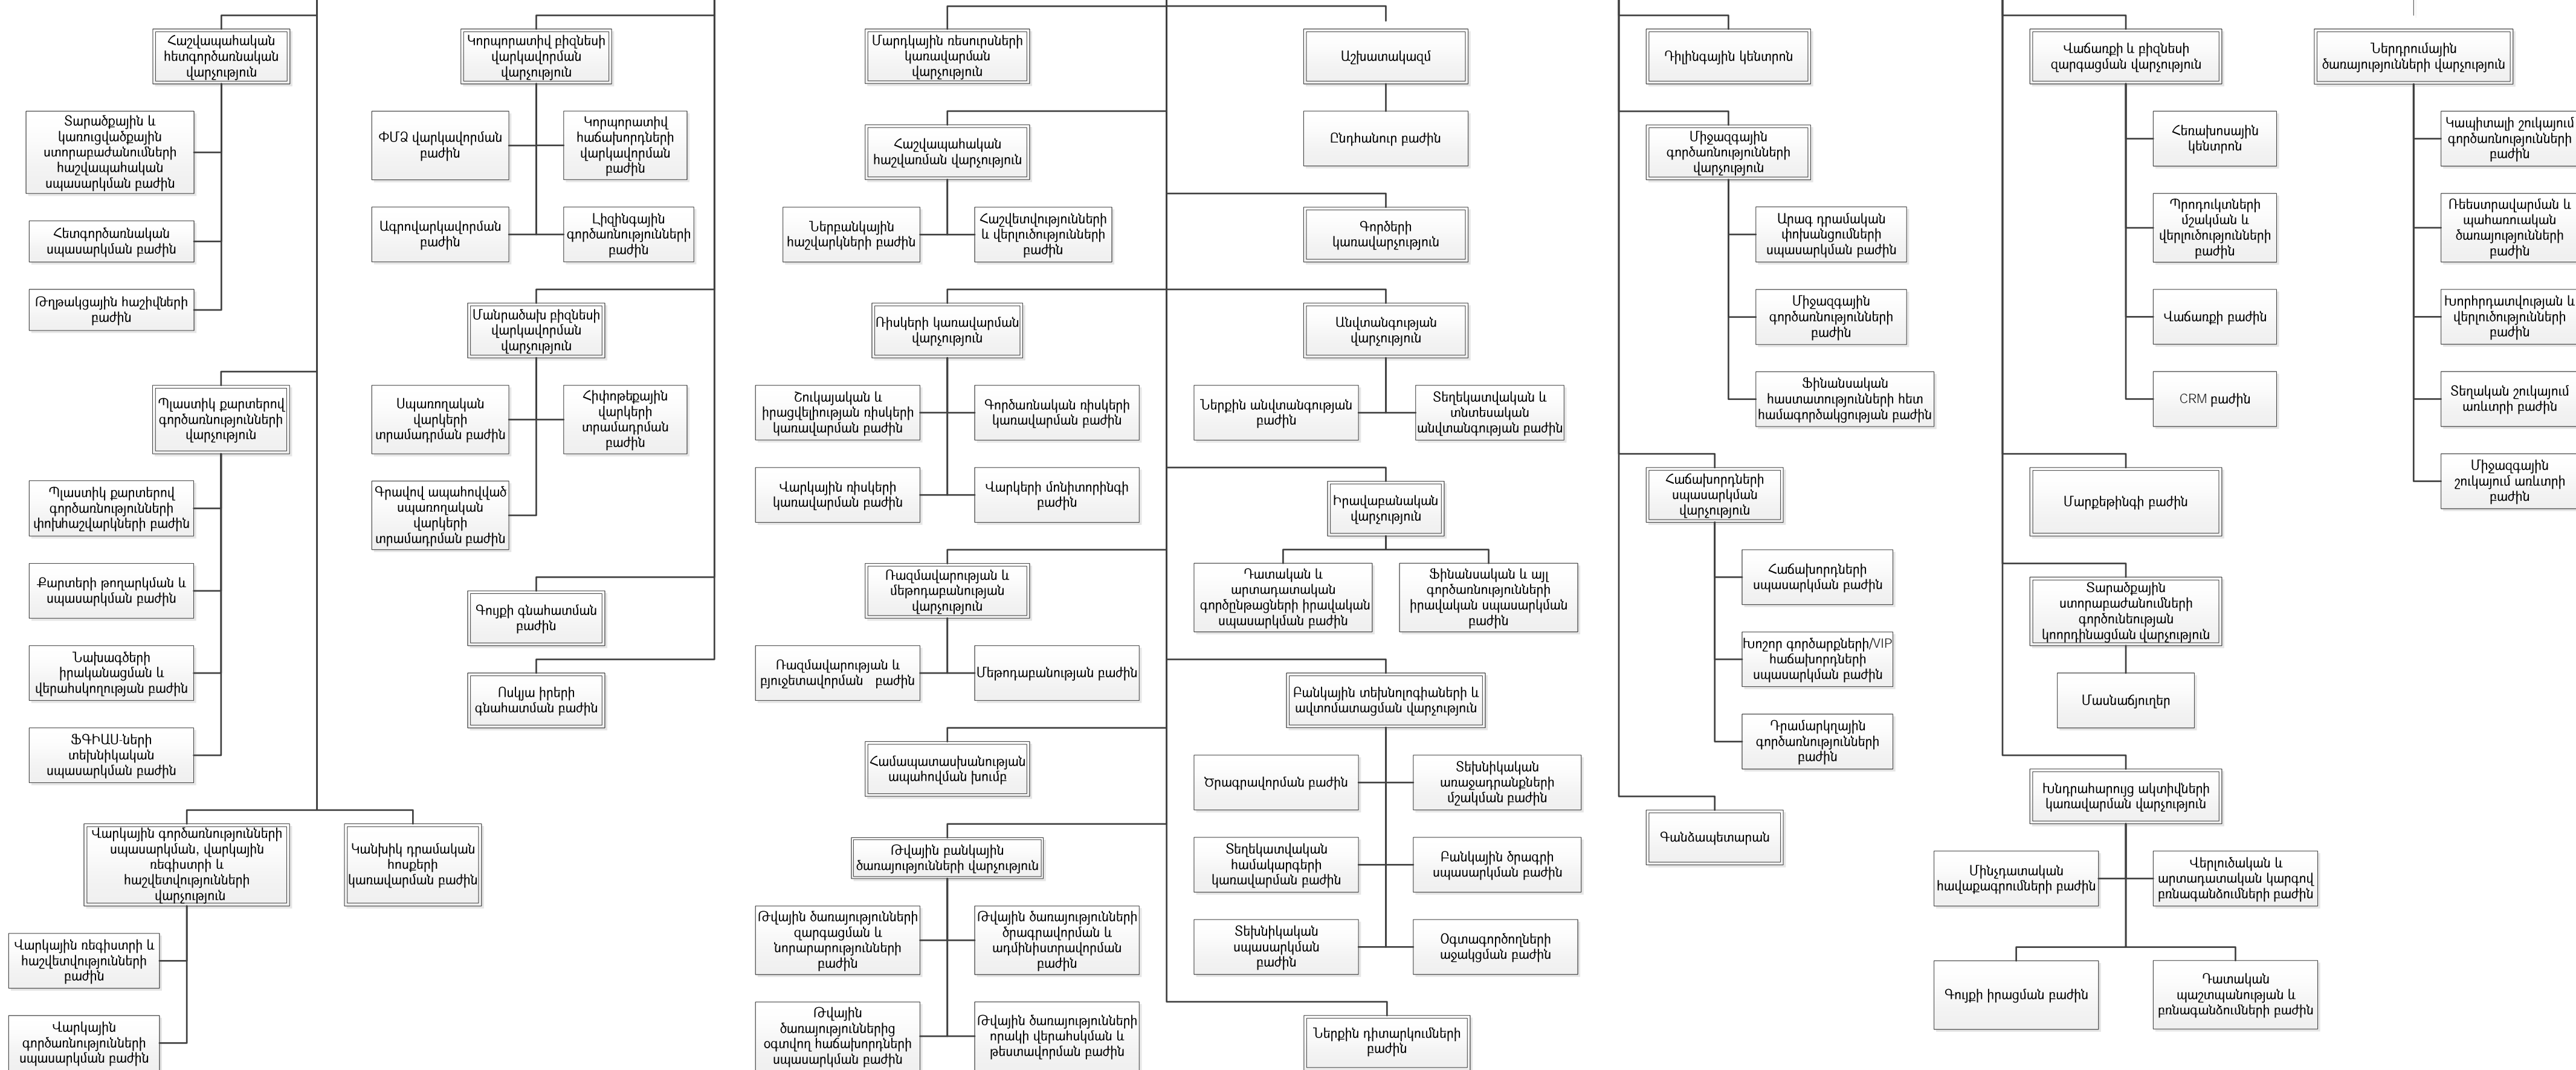 Հաշվապահական
հետգործառնական
վարչություն
Տարածքային և
կառուցվածքային
ստորաբաժանումների
հաշվապահական
սպասարկման բաժին
Հետգործառնական
սպասարկման բաժին
Թղթակցային հաշիվների
բաժին
Պլաստիկ քարտերով
գործառնությունների
վարչություն
Պլաստիկ քարտերով
գործառնությունների
փոխհաշվարկների բաժին
Քարտերի թողարկման և
սպասարկման բաժին
Նախագծերի
իրականացման և
վերահսկողության բաժին
ՖԳԻԱՍ-ների
տեխնիկական
սպասարկման բաժին
Վարկային գործառնությունների
սպասարկման, վարկային
ռեգիստրի և
հաշվետվությունների
վարչություն
Վարկային ռեգիստրի և
հաշվետվությունների
բաժին
Վարկային
գործառնությունների
սպասարկման բաժին
Կանխիկ դրամական
հոսքերի
կառավարման բաժին
Կորպորատիվ բիզնեսի
վարկավորման
վարչություն
ՓՄՁ վարկավորման
բաժին
Կորպորատիվ
հաճախորդների
վարկավորման
բաժին
Ագրովարկավորման
բաժին
Լիզինգային
գործառնությունների
բաժին
Մանրածախ բիզնեսի
վարկավորման
վարչություն
Սպառողական
վարկերի
տրամադրման բաժին
Հիփոթեքային
վարկերի
տրամադրման
բաժին
Գրավով ապահովված
սպառողական
վարկերի
տրամադրման բաժին
Գույքի գնահատման
բաժին
Ոսկյա իրերի
գնահատման բաժին
Մարդկային ռեսուրսների
կառավարման
վարչություն
Հաշվապահական
հաշվառման վարչություն
Ներբանկային
հաշվարկների բաժին
Հաշվետվությունների
և վերլուծությունների
բաժին
Ռիսկերի կառավարման
վարչություն
Շուկայական և
իրացվելիության ռիսկերի
կառավարման բաժին
Գործառնական ռիսկերի
կառավարման բաժին
Վարկային ռիսկերի
կառավարման բաժին
Վարկերի մոնիտորինգի
բաժին
Ռազմավարության և
մեթոդաբանության
վարչություն
Ռազմավարության և
բյուջետավորման բաժին
Մեթոդաբանության բաժին
Համապատասխանության
ապահովման խումբ
Թվային բանկային
ծառայությունների վարչություն
Թվային ծառայությունների
զարգացման և
նորարարությունների
բաժին
Թվային ծառայությունների
ծրագրավորման և
ադմինիստրավորման
բաժին
Թվային
ծառայություններից
օգտվող հաճախորդների
սպասարկման բաժին
Թվային ծառայությունների
որակի վերահսկման և
թեստավորման բաժին
Աշխատակազմ
Ընդհանուր բաժին
Գործերի
կառավարչություն
Անվտանգության
վարչություն
Ներքին անվտանգության
բաժին
Տեղեկատվական և
տնտեսական
անվտանգության բաժին
Իրավաբանական
վարչություն
Դատական և
արտադատական
գործընթացների իրավական
սպասարկման բաժին
Ֆինանսական և այլ
գործառնությունների
իրավական սպասարկման
բաժին
Բանկային տեխնոլոգիաների և
ավտոմատացման վարչություն
Ծրագրավորման բաժին
Տեխնիկական
առաջադրանքների
մշակման բաժին
Տեղեկատվական
համակարգերի
կառավարման բաժին
Բանկային ծրագրի
սպասարկման բաժին
Տեխնիկական
սպասարկման
բաժին
Օգտագործողների
աջակցման բաժին
Ներքին դիտարկումների
բաժին
Դիլինգային կենտրոն
Միջազգային
գործառնությունների
վարչություն
Արագ դրամական
փոխանցումների
սպասարկման բաժին
Միջազգային
գործառնությունների
բաժին
Ֆինանսական
հաստատությունների հետ
համագործակցության բաժին
Հաճախորդների
սպասարկման
վարչություն
Հաճախորդների
սպասարկման բաժին
Խոշոր գործարքների/VIP
հաճախորդների
սպասարկման բաժին
Դրամարկղային
գործառնությունների
բաժին
Գանձապետարան
Վաճառքի և բիզնեսի
զարգացման վարչություն
Հեռախոսային
կենտրոն
Պրոդուկտների
մշակման և
վերլուծությունների
բաժին
Վաճառքի բաժին
CRM բաժին
Մարքեթինգի բաժին
Տարածքային
ստորաբաժանումների
գործունեության
կոորդինացման վարչություն
Մասնաճյուղեր
Խնդրահարույց ակտիվների
կառավարման վարչություն
Մինչդատական
հավաքագրումների բաժին
Վերլուծական և
արտադատական կարգով
բռնագանձումների բաժին
Գույքի իրացման բաժին
Դատական
պաշտպանության և
բռնագանձումների բաժին
Ներդրումային
ծառայությունների վարչություն
Կապիտալի շուկայում
գործառնությունների
բաժին
Ռեեստրավարման և
պահառուական
ծառայությունների
բաժին
Խորհրդատվության և
վերլուծությունների
բաժին
Տեղական շուկայում
առևտրի բաժին
Միջազգային
շուկայում առևտրի
բաժին